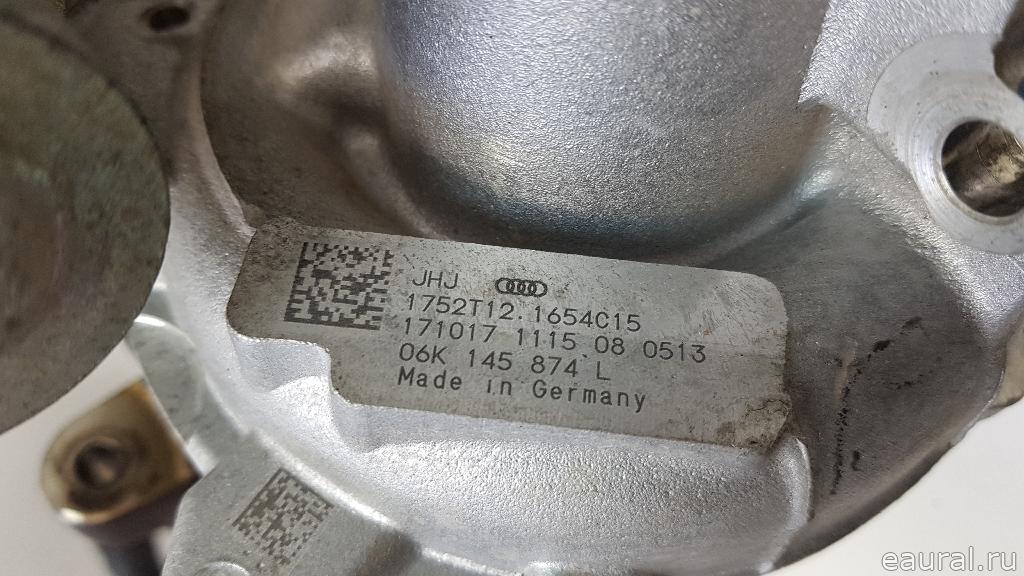 JHJ
1752T12.1654C15
171017 1115 08 0513
06K 145 874 L
Made in Germany
eaural.ru